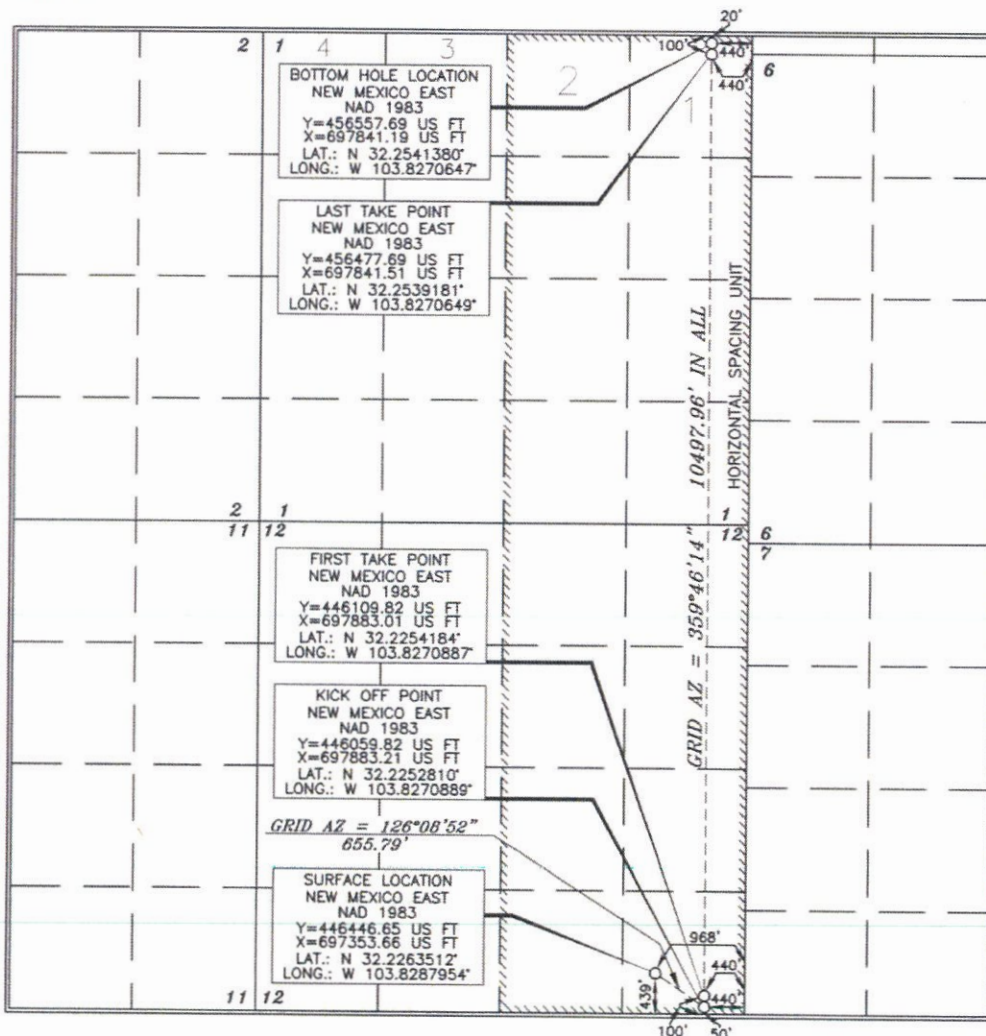 20'
2 1 4 3
100' 440'
6
440'
BOTTOM HOLE LOCATION
NEW MEXICO EAST
NAD 1983
Y=456557.69 US FT
X=697841.19 US FT
LAT.: N 32.2541380°
LONG.: W 103.8270647°
2
1
LAST TAKE POINT
NEW MEXICO EAST
NAD 1983
Y=456477.69 US FT
X=697841.51 US FT
LAT.: N 32.2539181°
LONG.: W 103.8270649°
HORIZONTAL SPACING UNIT
GRID AZ = 359°46'14" 10497.96' IN ALL
2 1
11 12
1
12 6
7
FIRST TAKE POINT
NEW MEXICO EAST
NAD 1983
Y=446109.82 US FT
X=697883.01 US FT
LAT.: N 32.2254184°
LONG.: W 103.8270887°
KICK OFF POINT
NEW MEXICO EAST
NAD 1983
Y=446059.82 US FT
X=697883.21 US FT
LAT.: N 32.2252810°
LONG.: W 103.8270889°
GRID AZ = 126°08'52"
655.79'
SURFACE LOCATION
NEW MEXICO EAST
NAD 1983
Y=446446.65 US FT
X=697353.66 US FT
LAT.: N 32.2263512°
LONG.: W 103.8287954°
968'
440'
439'
440'
11 12
100' 50'